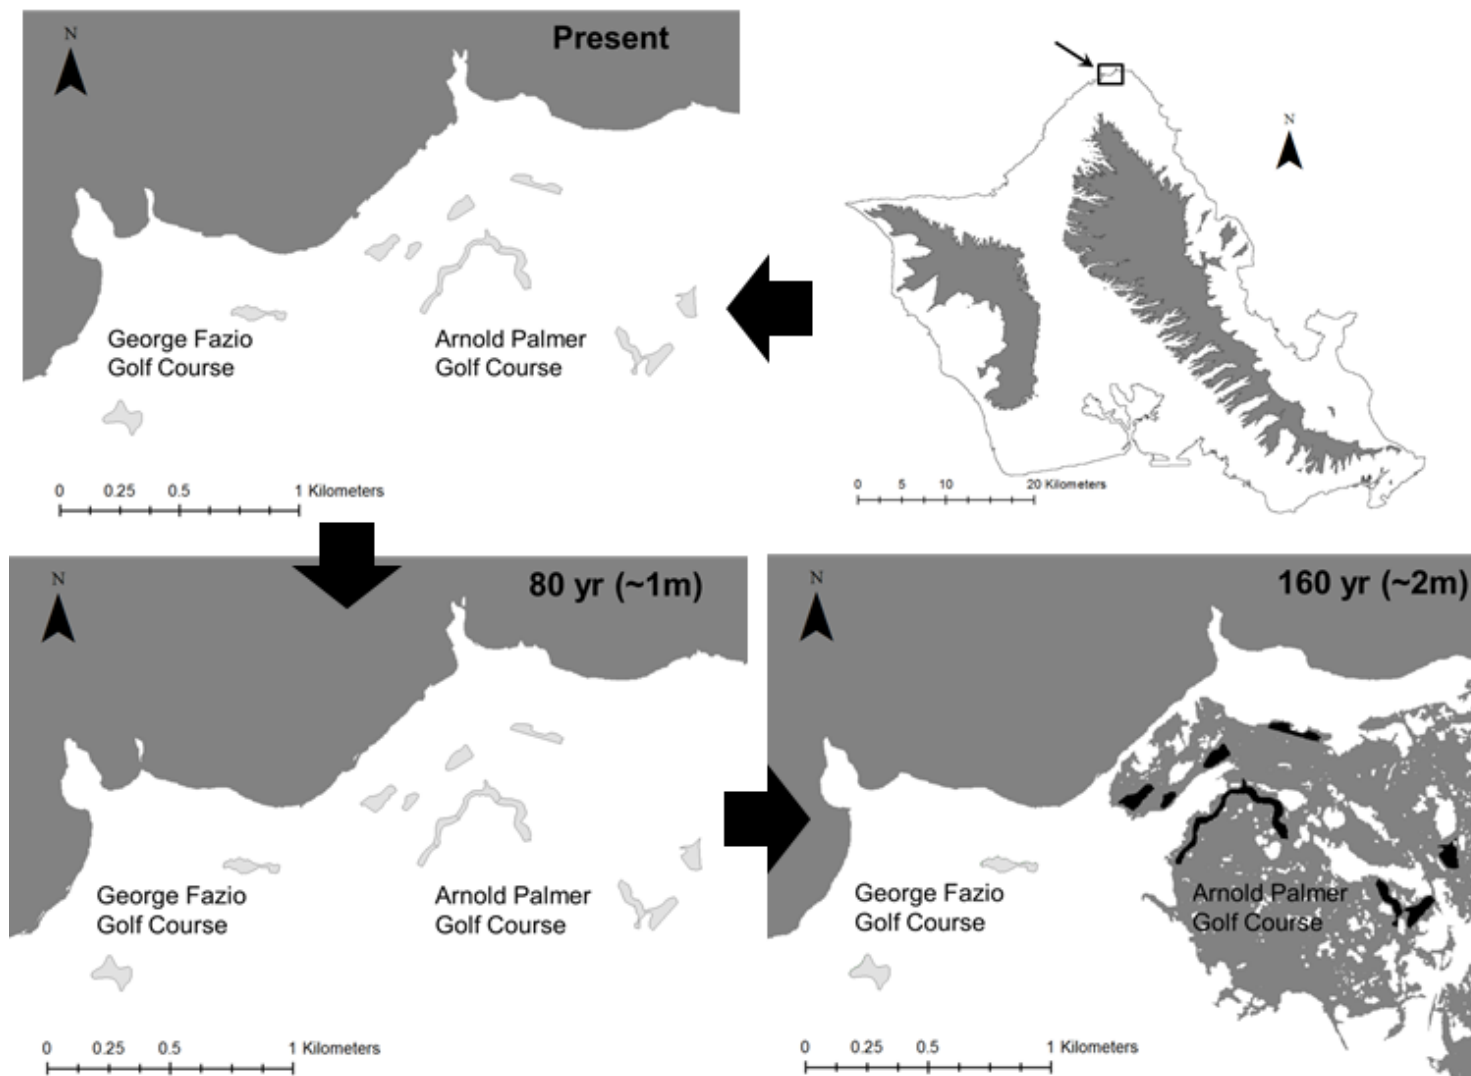 N
Present
George Fazio
Golf Course
Arnold Palmer
Golf Course
0 0.25 0.5 1 Kilometers
N
0 5 10 20 Kilometers
N
80 yr (~1m)
George Fazio
Golf Course
Arnold Palmer
Golf Course
0 0.25 0.5 1 Kilometers
N
160 yr (~2m)
George Fazio
Golf Course
Arnold Palmer
Golf Course
0 0.25 0.5 1 Kilometers